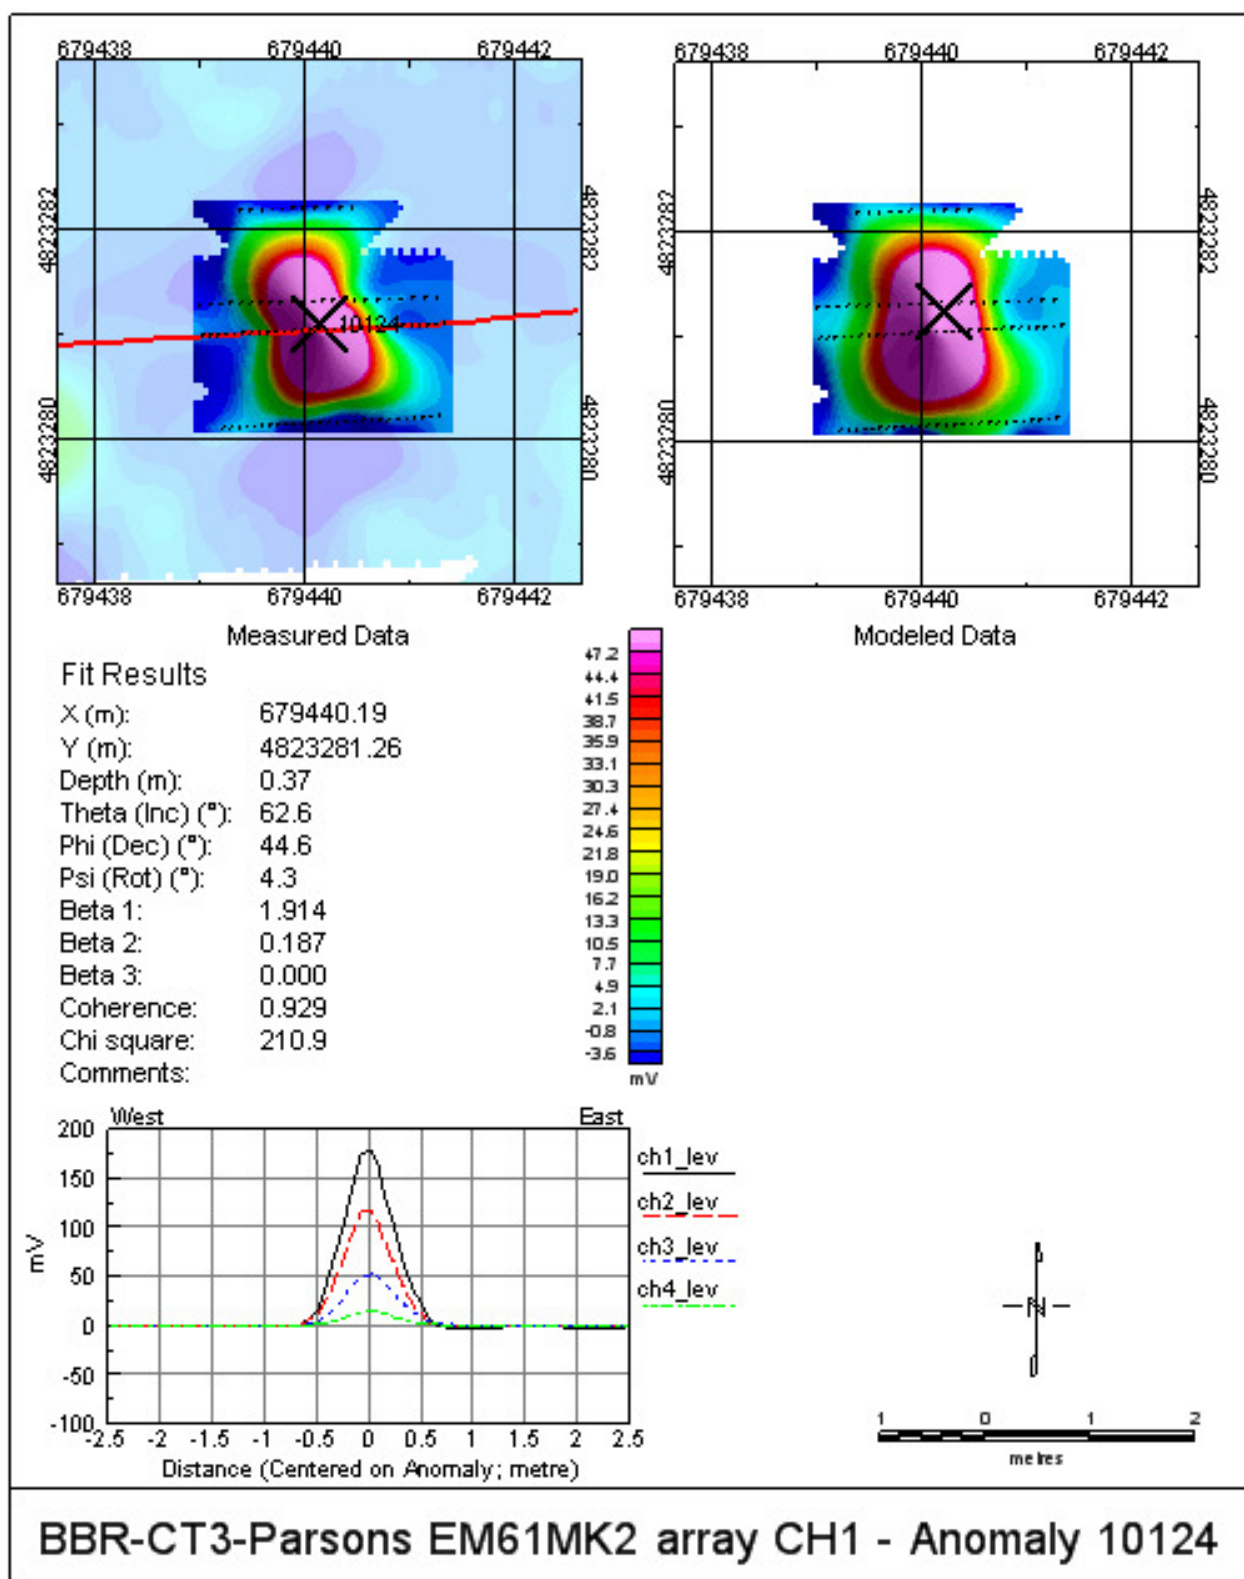 679438 679440 679442 679438 679440 679442
4823282 4823282 4823282 4823282
10124
4823280 4823280 4823280 4823280
679438 679440 679442 679438 679440 679442
Measured Data Modeled Data
Fit Results
X (m): 679440.19
Y (m): 4823281.26
Depth (m): 0.37
Theta (Inc) (°): 62.6
Phi (Dec) (°): 44.6
Psi (Rot) (°): 4.3
Beta 1: 1.914
Beta 2: 0.187
Beta 3: 0.000
Coherence: 0.929
Chi square: 210.9
Comments:
47.2
44.4
41.5
38.7
35.9
33.1
30.3
27.4
24.6
21.8
19.0
16.2
13.3
10.5
7.7
4.9
2.1
-0.8
-3.6
mV
West East
200
150
100
50
0
-50
-100
mV
-2.5 -2 -1.5 -1 -0.5 0 0.5 1 1.5 2 2.5
Distance (Centered on Anomaly; metre)
ch1_lev
ch2_lev
ch3_lev
ch4_lev
N
1 0 1 2
metres
BBR-CT3-Parsons EM61MK2 array CH1 - Anomaly 10124